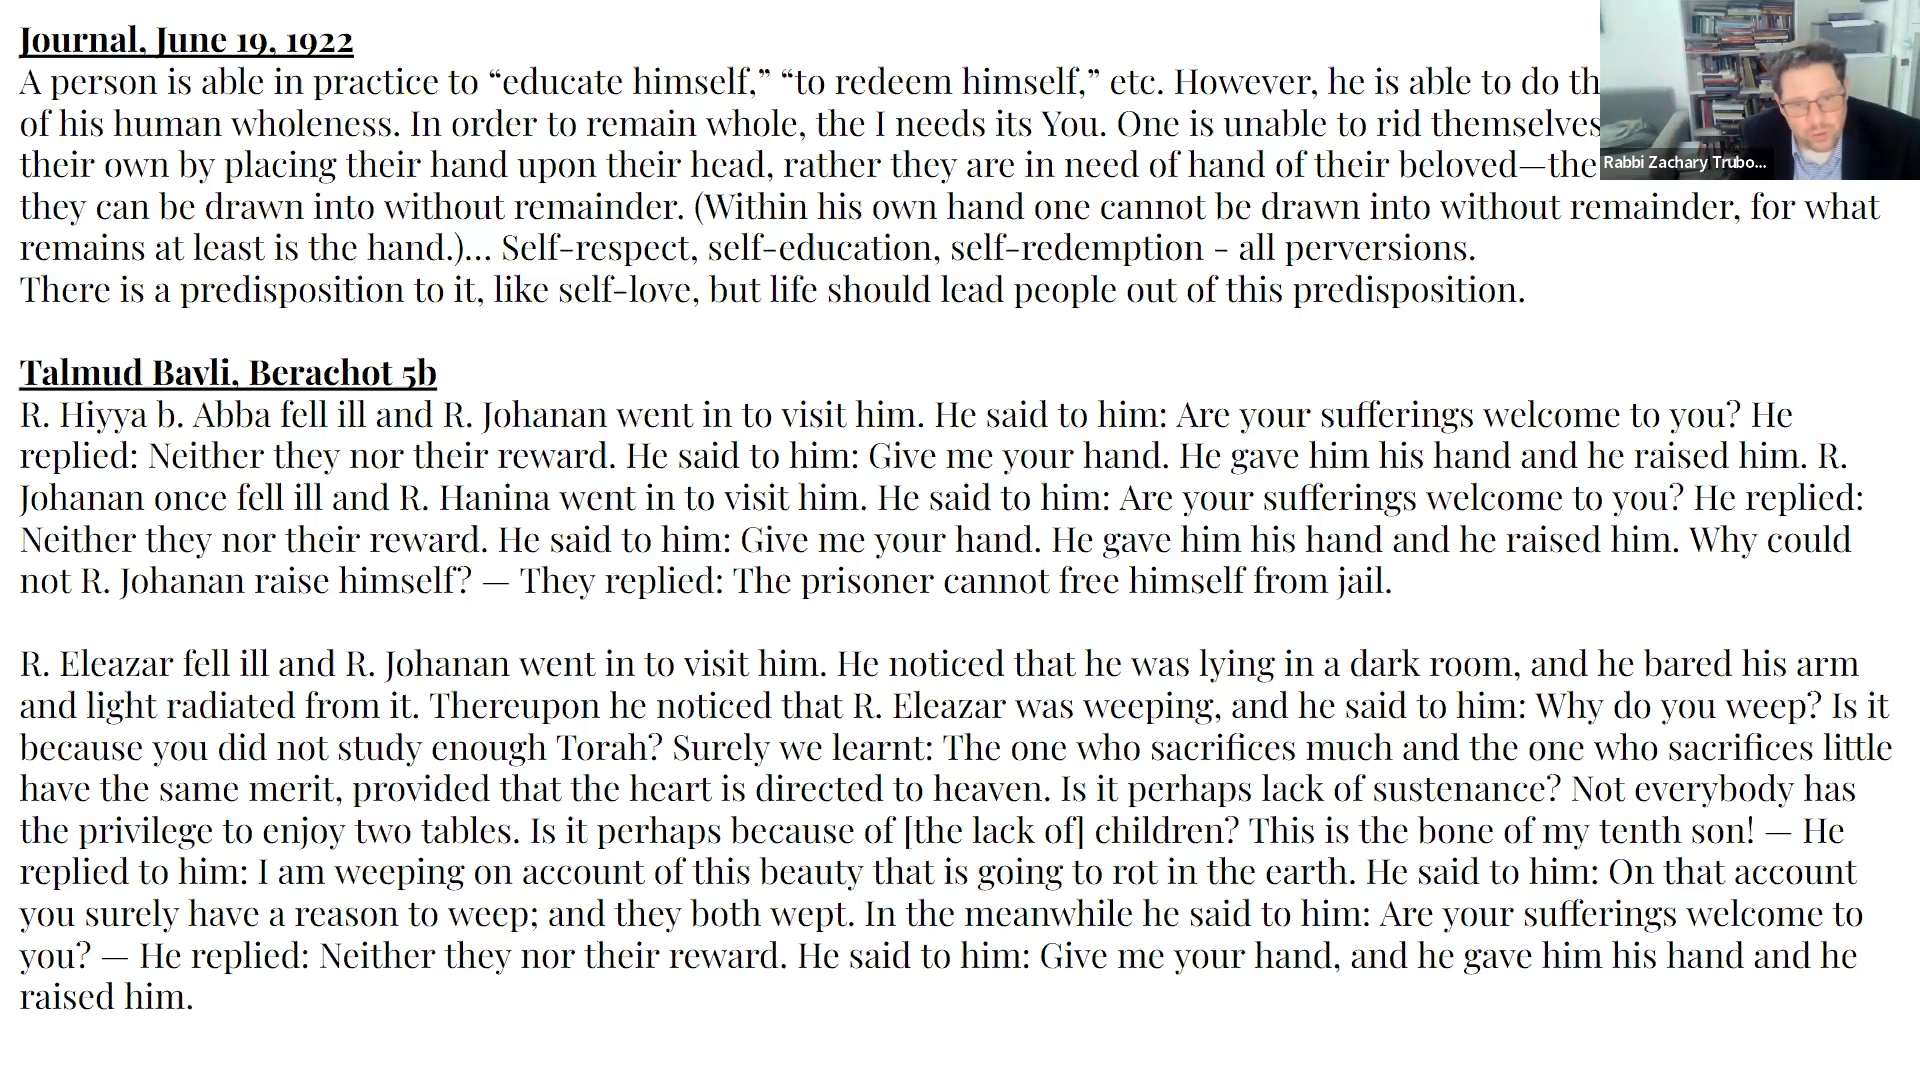 Journal, June 19, 1922
A person is able in practice to “educate himself,” “to redeem himself,” etc. However, he is able to do th
of his human wholeness. In order to remain whole, the I needs its You. One is unable to rid themselves
their own by placing their hand upon their head, rather they are in need of hand of their beloved—the
they can be drawn into without remainder. (Within his own hand one cannot be drawn into without remainder, for what
remains at least is the hand.)… Self-respect, self-education, self-redemption - all perversions.
There is a predisposition to it, like self-love, but life should lead people out of this predisposition.
Rabbi Zachary Trubo...
Talmud Bavli, Berachot 5b
R. Hiyya b. Abba fell ill and R. Johanan went in to visit him. He said to him: Are your sufferings welcome to you? He
replied: Neither they nor their reward. He said to him: Give me your hand. He gave him his hand and he raised him. R.
Johanan once fell ill and R. Hanina went in to visit him. He said to him: Are your sufferings welcome to you? He replied:
Neither they nor their reward. He said to him: Give me your hand. He gave him his hand and he raised him. Why could
not R. Johanan raise himself? — They replied: The prisoner cannot free himself from jail.
R. Eleazar fell ill and R. Johanan went in to visit him. He noticed that he was lying in a dark room, and he bared his arm
and light radiated from it. Thereupon he noticed that R. Eleazar was weeping, and he said to him: Why do you weep? Is it
because you did not study enough Torah? Surely we learnt: The one who sacrifices much and the one who sacrifices little
have the same merit, provided that the heart is directed to heaven. Is it perhaps lack of sustenance? Not everybody has
the privilege to enjoy two tables. Is it perhaps because of [the lack of] children? This is the bone of my tenth son! — He
replied to him: I am weeping on account of this beauty that is going to rot in the earth. He said to him: On that account
you surely have a reason to weep; and they both wept. In the meanwhile he said to him: Are your sufferings welcome to
you? — He replied: Neither they nor their reward. He said to him: Give me your hand, and he gave him his hand and he
raised him.